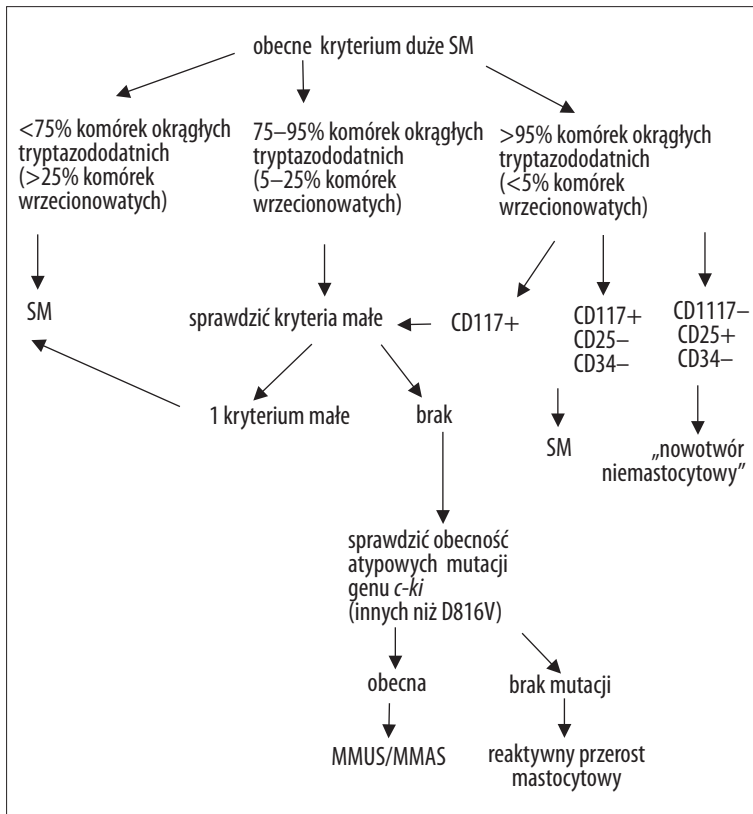 obecne kryterium duże SM
<75% komórek okrągłych
tryptazododatnich
(>25% komórek
wrzecionowatych)
75–95% komórek okrągłych
tryptazododatnich
(5–25% komórek
wrzecionowatych)
>95% komórek okrągłych
tryptazododatnich
(<5% komórek
wrzecionowatych)
SM
sprawdzić kryteria małe
CD117+
CD117+
CD25–
CD34–
CD1117–
CD25+
CD34–
1 kryterium małe
brak
SM
„nowotwór
niemastocytowy”
sprawdzić obecność
atypowych mutacji
genu c-ki
(innych niż D816V)
obecna
brak mutacji
MMUS/MMAS
reaktywny przerost
mastocytowy